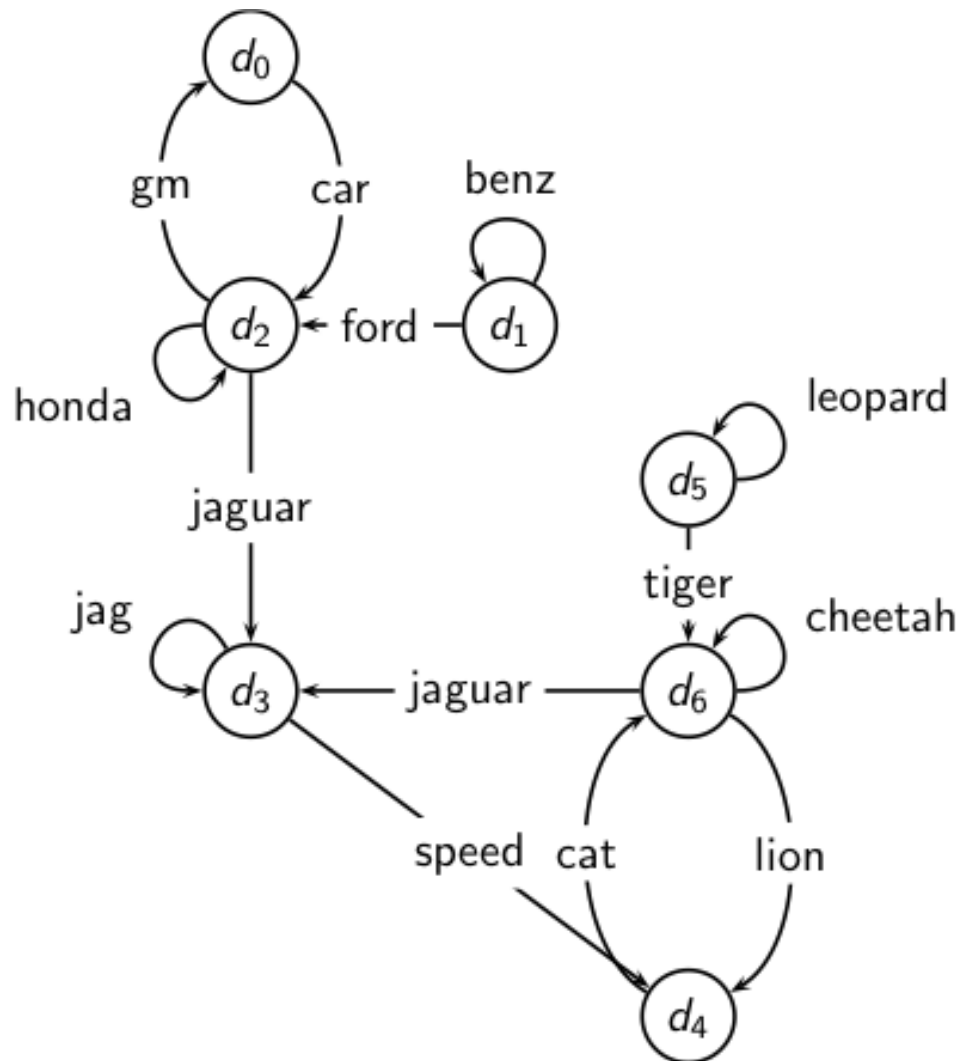 d0
gm
car
benz
d2
ford
d1
honda
leopard
d5
jaguar
tiger
jag
cheetah
d3
jaguar
d6
speed
cat
lion
d4